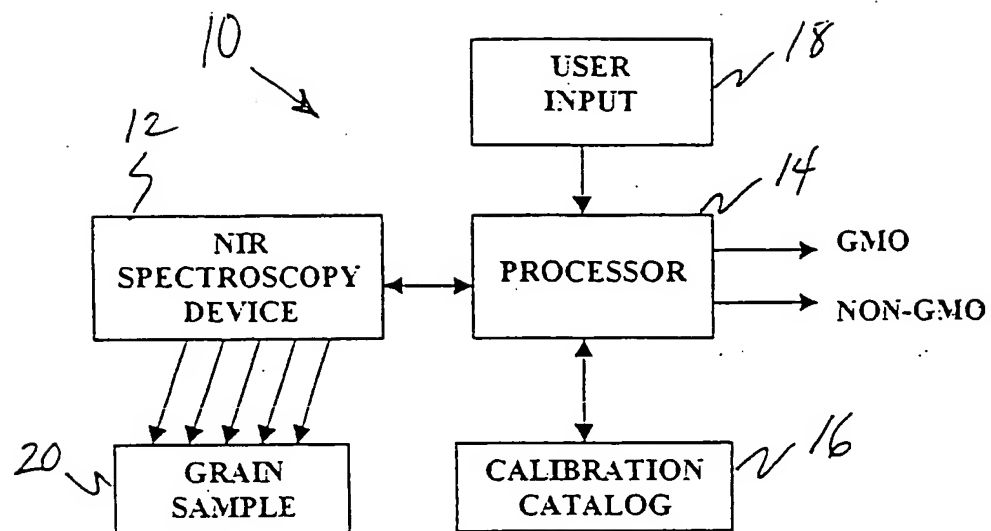 10
USER
INPUT
18
12
14
NIR
SPECTROSCOPY
DEVICE
PROCESSOR
GMO
NON-GMO
20
GRAIN
SAMPLE
CALIBRATION
CATALOG
16